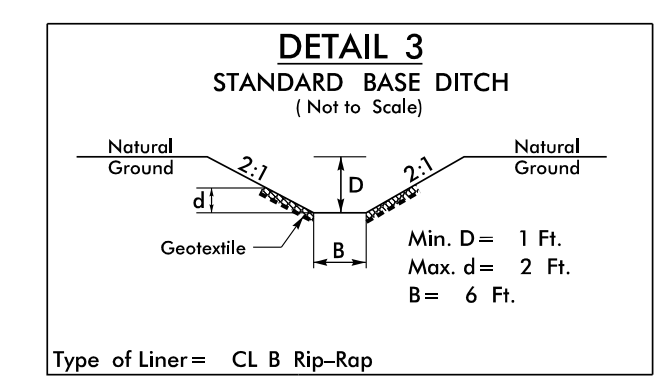 DETAIL 3
STANDARD BASE DITCH
( Not to Scale)
Natural
Ground
2:1
D
2:1
Natural
Ground
d
Geotextile
B
Min. D= 1 Ft.
Max. d= 2 Ft.
B= 6 Ft.
Type of Liner= CL B Rip-Rap